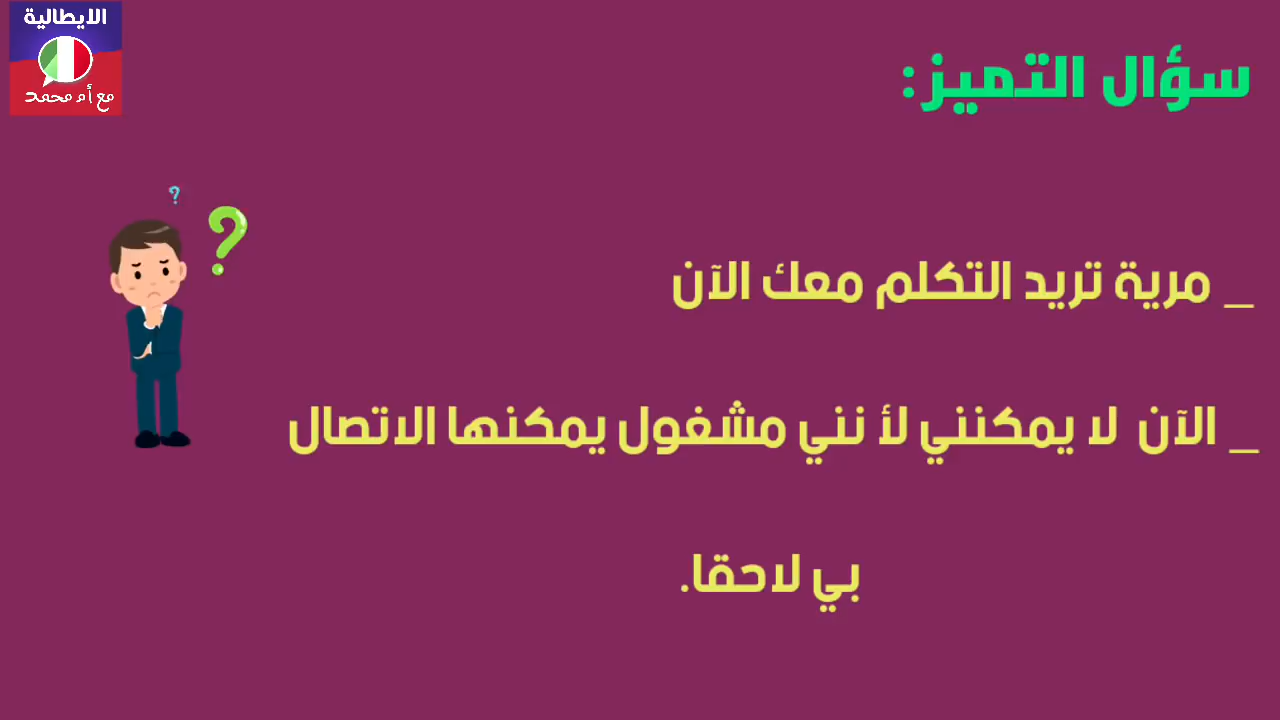 الايطالية
مع أم محمد
سؤال التميز:
_ مرية تريد التكلم معك الآن
_ الآن لا يمكنني لأ نني مشغول يمكنها الاتصال
بي لاحقا.